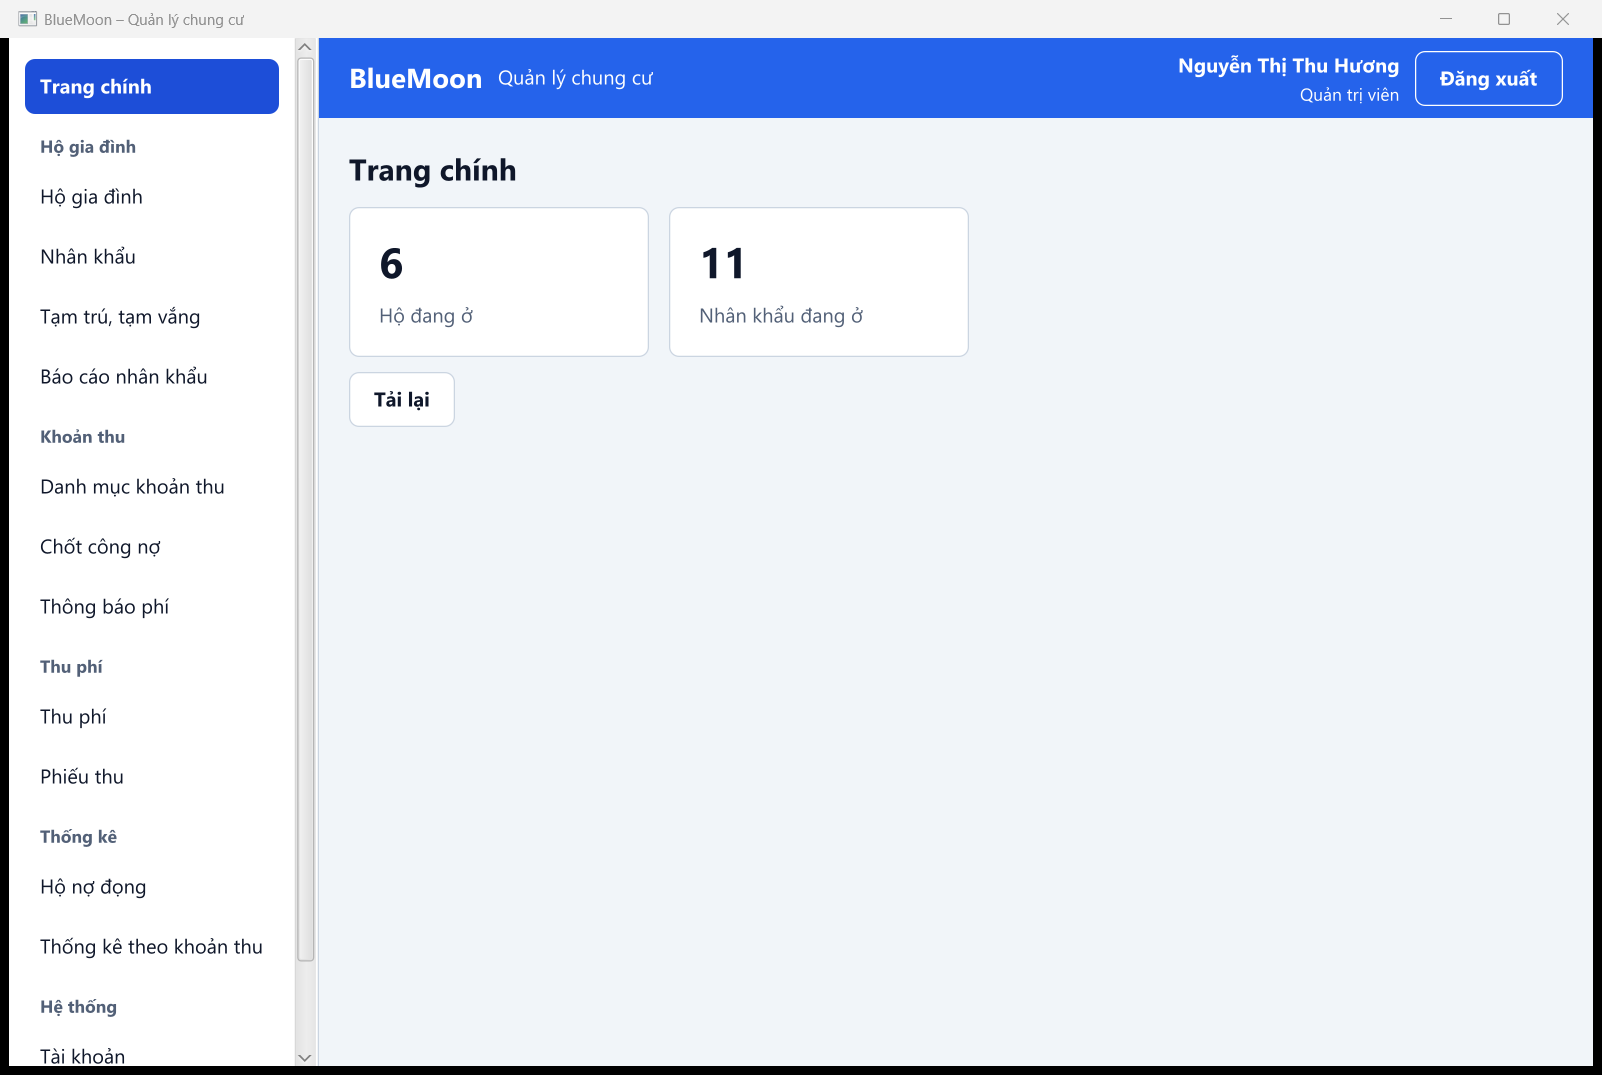 BlueMoon – Quản lý chung cư
Trang chính
Hộ gia đình
Hộ gia đình
Nhân khẩu
Tạm trú, tạm vắng
Báo cáo nhân khẩu
Khoản thu
Danh mục khoản thu
Chốt công nợ
Thông báo phí
Thu phí
Thu phí
Phiếu thu
Thống kê
Hộ nợ đọng
Thống kê theo khoản thu
Hệ thống
Tài khoản
BlueMoon Quản lý chung cư
Nguyễn Thị Thu Hương
Quản trị viên
Đăng xuất
Trang chính
6
Hộ đang ở
11
Nhân khẩu đang ở
Tải lại